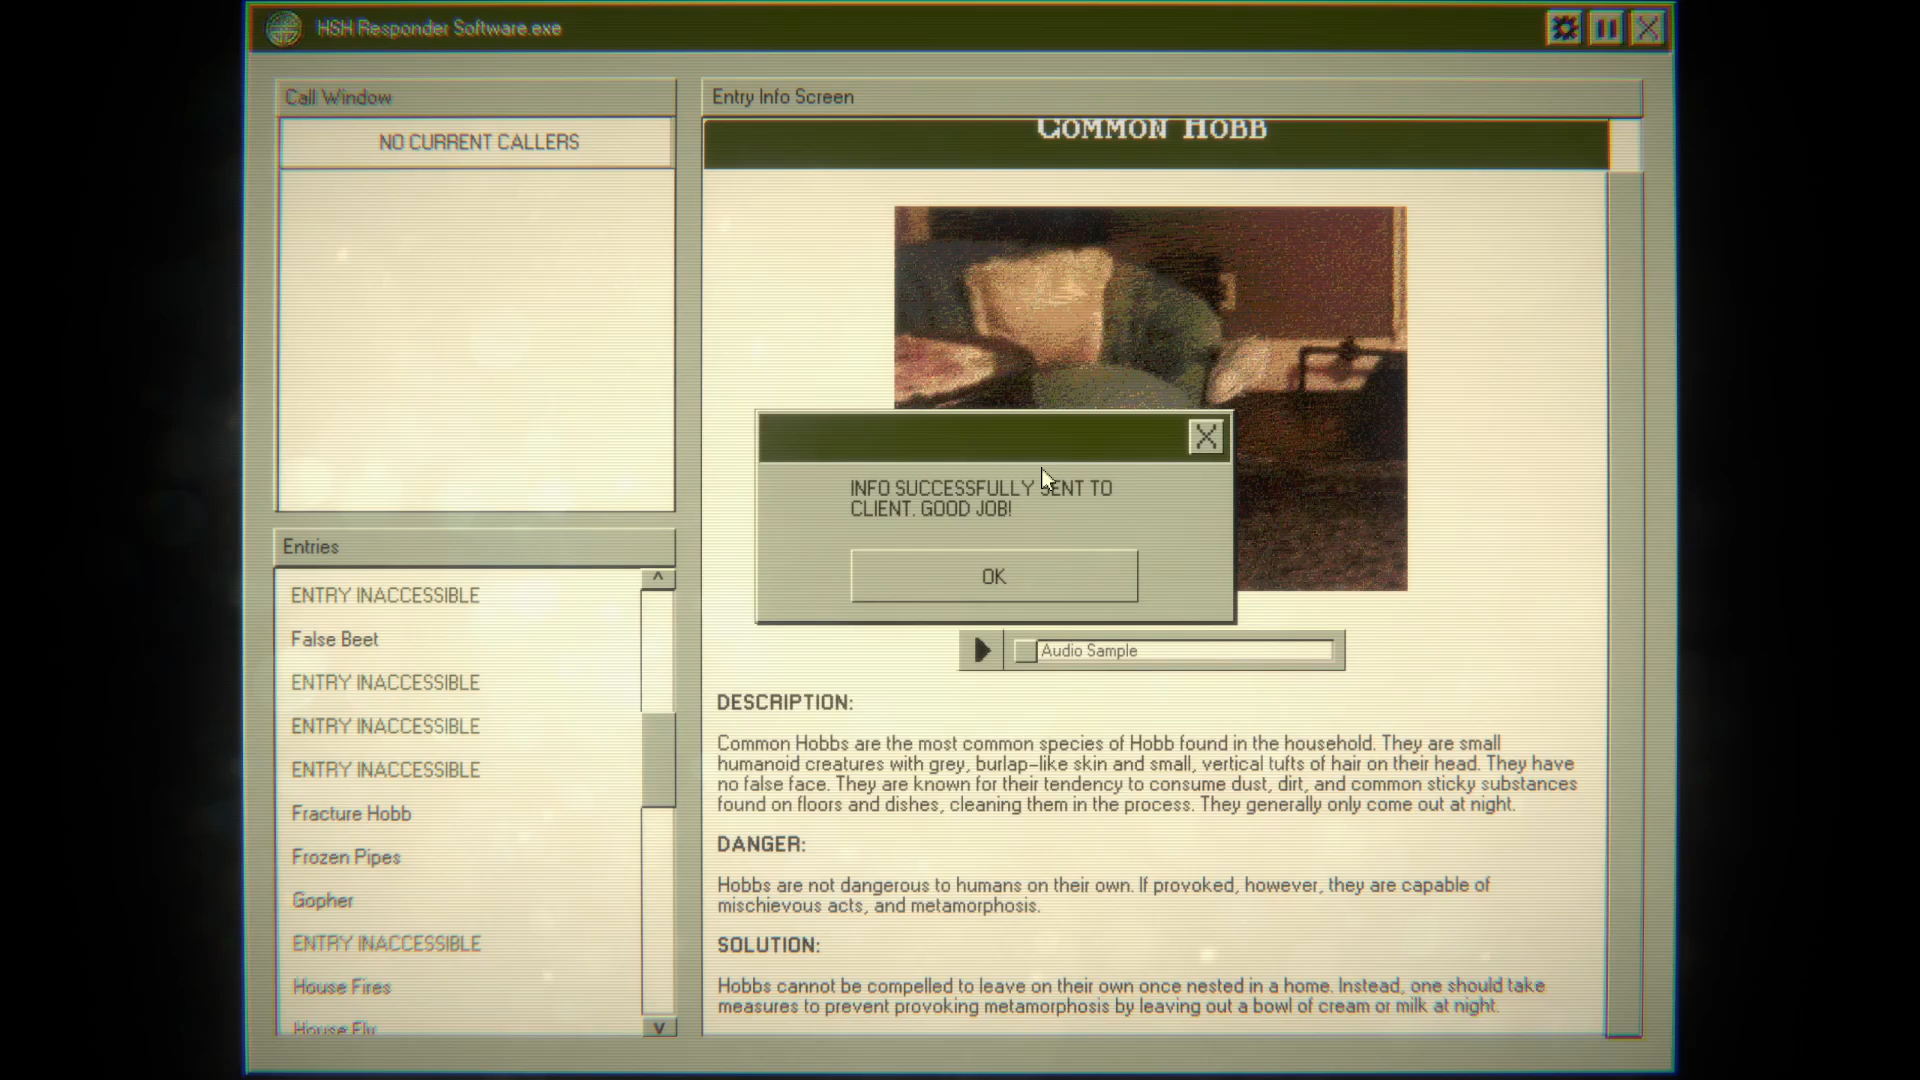 HSH Responder Software.exe
Call Window
NO CURRENT CALLERS
Entries
ENTRY INACCESSIBLE
False Beet
ENTRY INACCESSIBLE
ENTRY INACCESSIBLE
ENTRY INACCESSIBLE
Fracture Hobb
Frozen Pipes
Gopher
ENTRY INACCESSIBLE
House Fires
House Fly
Entry Info Screen
COMMON HOBB
INFO SUCCESSFULLY SENT TO
CLIENT. GOOD JOB!
OK
Audio Sample
DESCRIPTION:
Common Hobbs are the most common species of Hobb found in the household. They are small
humanoid creatures with grey, burlap-like skin and small, vertical tufts of hair on their head. They have
no false face. They are known for their tendency to consume dust, dirt, and common sticky substances
found on floors and dishes, cleaning them in the process. They generally only come out at night.
DANGER:
Hobbs are not dangerous to humans on their own. If provoked, however, they are capable of
mischievous acts, and metamorphosis.
SOLUTION:
Hobbs cannot be compelled to leave on their own once nested in a home. Instead, one should take
measures to prevent provoking metamorphosis by leaving out a bowl of cream or milk at night.